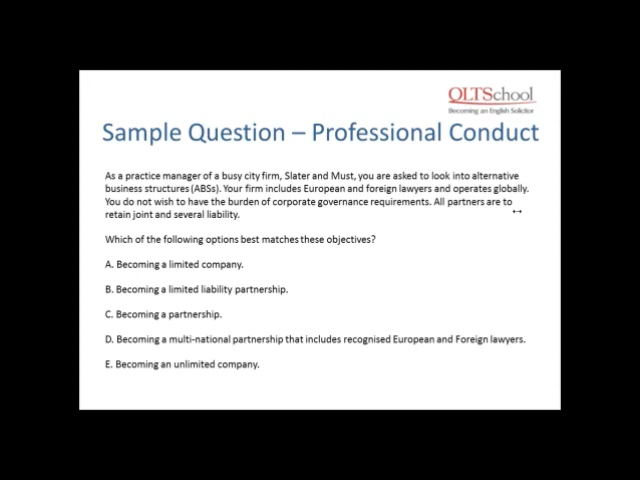 QLTSchool
Becoming an English Solicitor
Sample Question – Professional Conduct
As a practice manager of a busy city firm, Slater and Must, you are asked to look into alternative
business structures (ABSs). Your firm includes European and foreign lawyers and operates globally.
You do not wish to have the burden of corporate governance requirements. All partners are to
retain joint and several liability.
Which of the following options best matches these objectives?
A. Becoming a limited company.
B. Becoming a limited liability partnership.
C. Becoming a partnership.
D. Becoming a multi-national partnership that includes recognised European and Foreign lawyers.
E. Becoming an unlimited company.